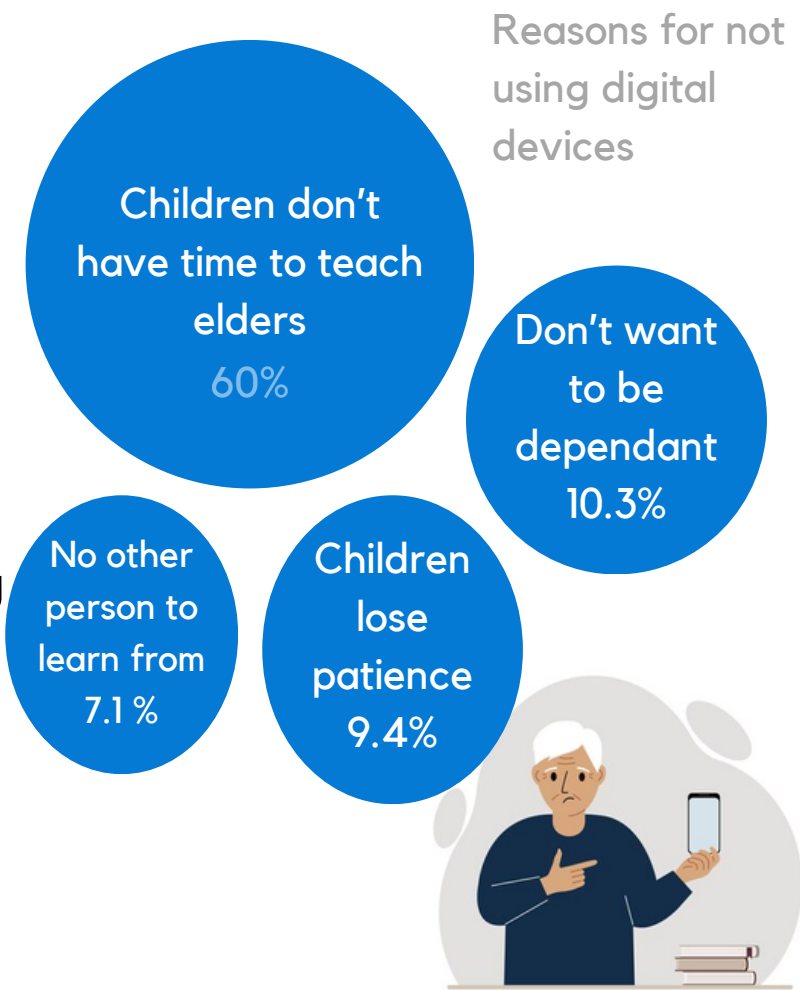 Reasons for not
using digital
devices
Children don't
have time to teach
elders
60%
Don't want
to be
dependant
10.3%
No other
person to
learn from
7.1 %
Children
lose
patience
9.4%